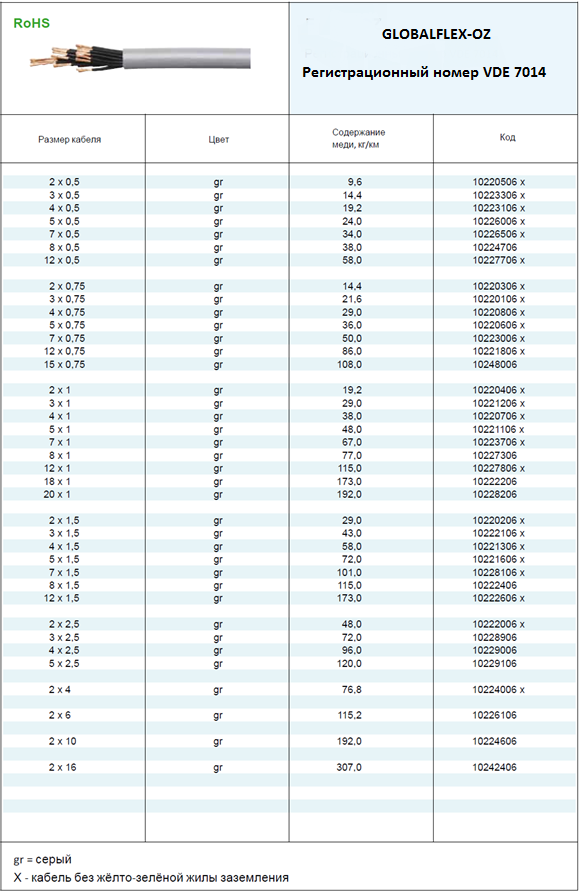 RoHS
GLOBALFLEX-OZ
Регистрационный номер VDE 7014
Размер кабеля Цвет Содержание меди, кг/км Код
2 x 0,5 gr 9,6 10220506 x
3 x 0,5 gr 14,4 10223306 x
4 x 0,5 gr 19,2 10223106 x
5 x 0,5 gr 24,0 10226006 x
7 x 0,5 gr 34,0 10226506 x
8 x 0,5 gr 38,0 10224706
12 x 0,5 gr 58,0 10227706 x
2 x 0,75 gr 14,4 10220306 x
3 x 0,75 gr 21,6 10220106 x
4 x 0,75 gr 29,0 10220806 x
5 x 0,75 gr 36,0 10220606 x
7 x 0,75 gr 50,0 10223006 x
12 x 0,75 gr 86,0 10221806 x
15 x 0,75 gr 108,0 10248006
2 x 1 gr 19,2 10220406 x
3 x 1 gr 29,0 10221206 x
4 x 1 gr 38,0 10220706 x
5 x 1 gr 48,0 10221106 x
7 x 1 gr 67,0 10223706 x
8 x 1 gr 77,0 10227306
12 x 1 gr 115,0 10227806 x
18 x 1 gr 173,0 10222206
20 x 1 gr 192,0 10228206
2 x 1,5 gr 29,0 10220206 x
3 x 1,5 gr 43,0 10222106 x
4 x 1,5 gr 58,0 10221306 x
5 x 1,5 gr 72,0 10221606 x
7 x 1,5 gr 101,0 10228106 x
8 x 1,5 gr 115,0 10222406
12 x 1,5 gr 173,0 10222606 x
2 x 2,5 gr 48,0 10222006 x
3 x 2,5 gr 72,0 10228906
4 x 2,5 gr 96,0 10229006
5 x 2,5 gr 120,0 10229106
2 x 4 gr 76,8 10224006 x
2 x 6 gr 115,2 10226106
2 x 10 gr 192,0 10224606
2 x 16 gr 307,0 10242406
gr = серый
X - кабель без жёлто-зелёной жилы заземления